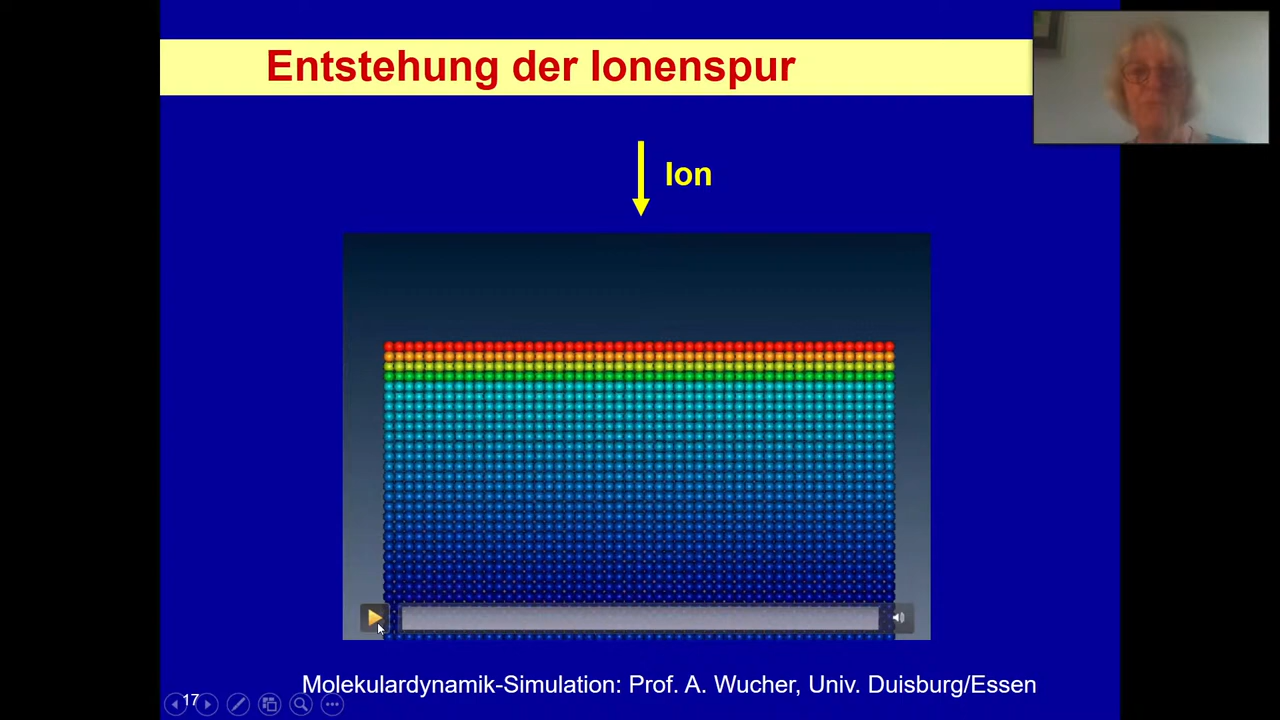 Entstehung der Ionenspur
Ion
Molekulardynamik-Simulation: Prof. A. Wucher, Univ. Duisburg/Essen
17